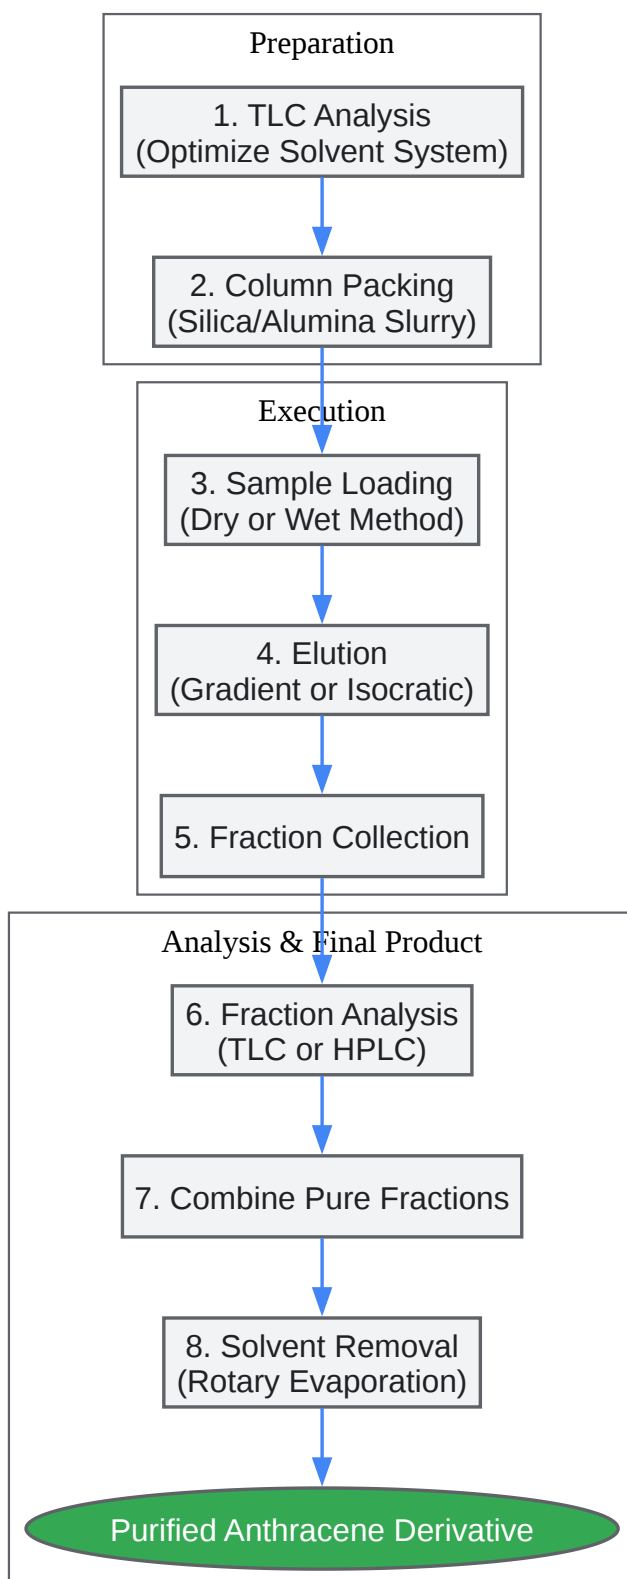 Preparation
1. TLC Analysis
(Optimize Solvent System)
2. Column Packing
(Silica/Alumina Slurry)
Execution
3. Sample Loading
(Dry or Wet Method)
4. Elution
(Gradient or Isocratic)
5. Fraction Collection
Analysis & Final Product
6. Fraction Analysis
(TLC or HPLC)
7. Combine Pure Fractions
8. Solvent Removal
(Rotary Evaporation)
Purified Anthracene Derivative